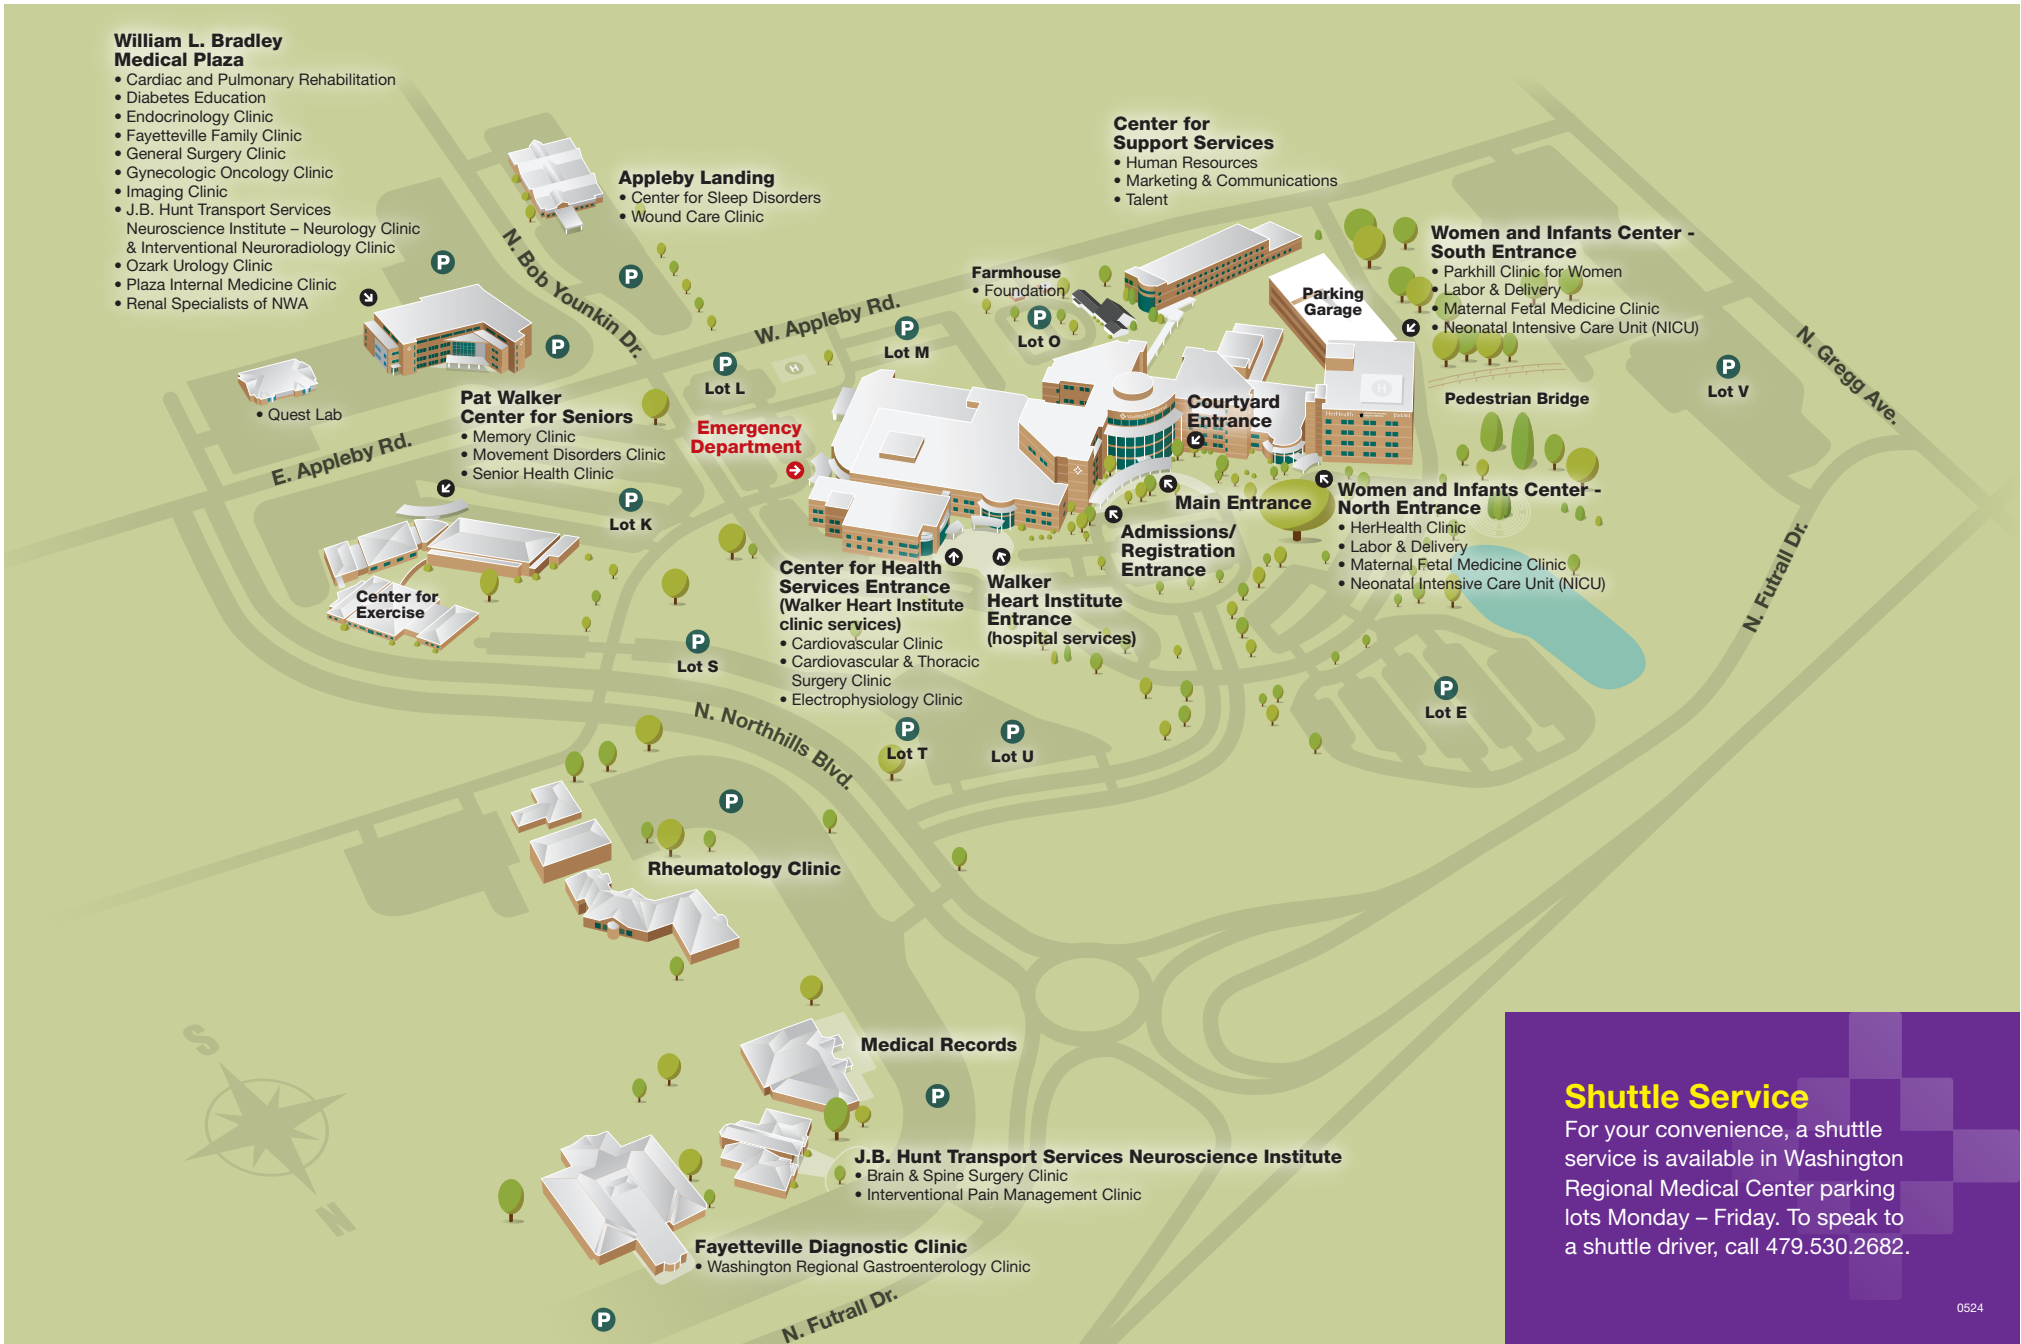 William L. Bradley
Medical Plaza
• Cardiac and Pulmonary Rehabilitation
• Diabetes Education
• Endocrinology Clinic
• Fayetteville Family Clinic
• General Surgery Clinic
• Gynecologic Oncology Clinic
• Imaging Clinic
• J.B. Hunt Transport Services
Neuroscience Institute – Neurology Clinic
& Interventional Neuroradiology Clinic
• Ozark Urology Clinic
• Plaza Internal Medicine Clinic
• Renal Specialists of NWA
P
P
• Quest Lab
Appleby Landing
• Center for Sleep Disorders
• Wound Care Clinic
P
N. Bob Younkin Dr.
W. Appleby Rd.
E. Appleby Rd.
Center for
Support Services
• Human Resources
• Marketing & Communications
• Talent
Farmhouse
• Foundation
P
Lot O
P
Lot M
P
Lot L
H
Parking
Garage
Women and Infants Center -
South Entrance
• Parkhill Clinic for Women
• Labor & Delivery
• Maternal Fetal Medicine Clinic
• Neonatal Intensive Care Unit (NICU)
N. Gregg Ave.
P
Lot V
Pedestrian Bridge
H
HerHealth
Pat Walker
Center for Seniors
• Memory Clinic
• Movement Disorders Clinic
• Senior Health Clinic
P
Lot K
Emergency
Department
Courtyard
Entrance
Main Entrance
Admissions/
Registration
Entrance
Women and Infants Center -
North Entrance
• HerHealth Clinic
• Labor & Delivery
• Maternal Fetal Medicine Clinic
• Neonatal Intensive Care Unit (NICU)
N. Futrall Dr.
Center for
Exercise
Center for Health
Services Entrance
(Walker Heart Institute
clinic services)
• Cardiovascular Clinic
• Cardiovascular & Thoracic
Surgery Clinic
• Electrophysiology Clinic
Walker
Heart Institute
Entrance
(hospital services)
P
Lot S
P
Lot T
P
Lot U
P
Lot E
N. Northhills Blvd.
P
Rheumatology Clinic
Medical Records
P
J.B. Hunt Transport Services Neuroscience Institute
• Brain & Spine Surgery Clinic
• Interventional Pain Management Clinic
Fayetteville Diagnostic Clinic
• Washington Regional Gastroenterology Clinic
P
N. Futrall Dr.
S
N
Shuttle Service
For your convenience, a shuttle
service is available in Washington
Regional Medical Center parking
lots Monday – Friday. To speak to
a shuttle driver, call 479.530.2682.
0524